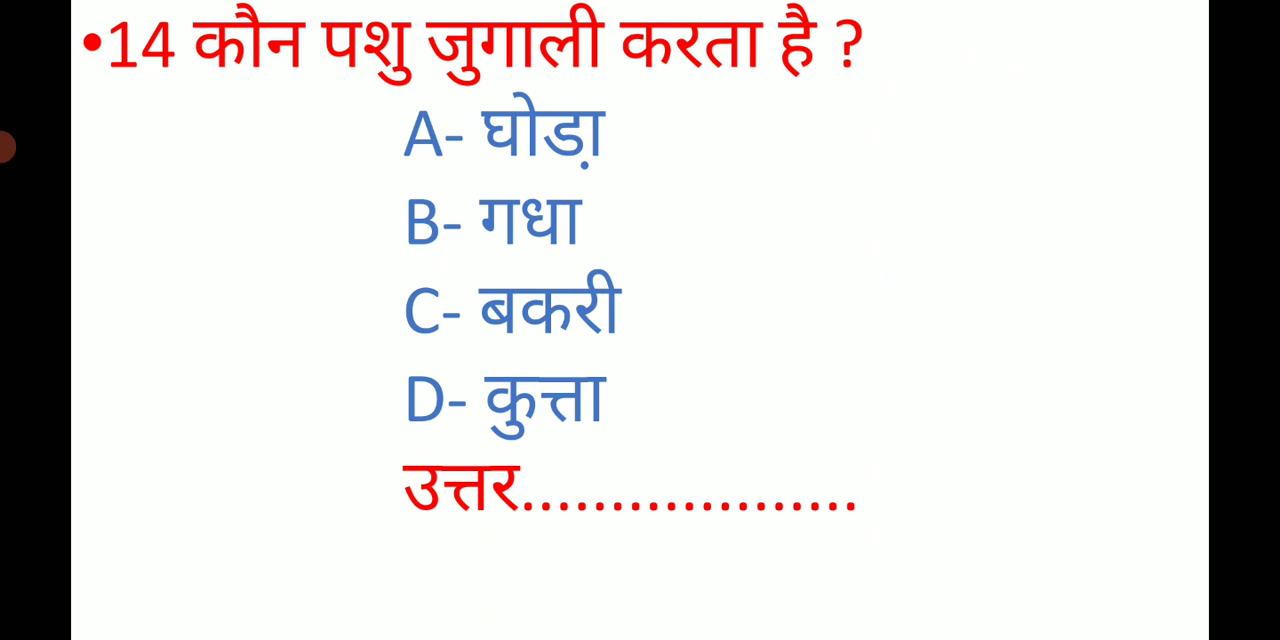 •14 कौन पशु जुगाली करता है ?
A- घोडा़
B- गधा
C- बकरी
D- कुत्ता
उत्तर...................